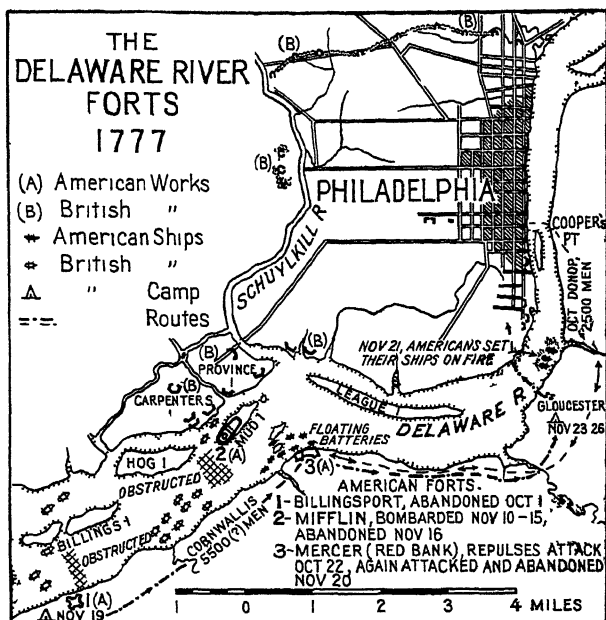 THE
DELAWARE RIVER
FORTS
1777
(A) American Works
(B) British "
American Ships
British "
" Camp
Routes
(B)
(B)
(B)
PHILADELPHIA
SCHUYLKILL R
COOPER'S
PT
OCT DONOP,
2,500 MEN
NOV 21, AMERICANS SET
THEIR SHIPS ON FIRE
(B)
(B)
PROVINCE
I
(B)
CARPENTERS
I
LEAGUE I
DELAWARE R.
GLOUCESTER
NOV 23 26
MUD I
2(A)
FLOATING
BATTERIES
3(A)
HOG I
OBSTRUCTED
BILLINGS I
OBSTRUCTED
CORNWALLIS
5500(?) MEN
1(A)
NOV 19
AMERICAN FORTS.
1-BILLINGSPORT, ABANDONED OCT 1
2-MIFFLIN, BOMBARDED NOV 10-15,
ABANDONED NOV 16
3-MERCER (RED BANK), REPULSES ATTACK
OCT 22, AGAIN ATTACKED AND ABANDONED
NOV 20
1 0 1 2 3 4 MILES